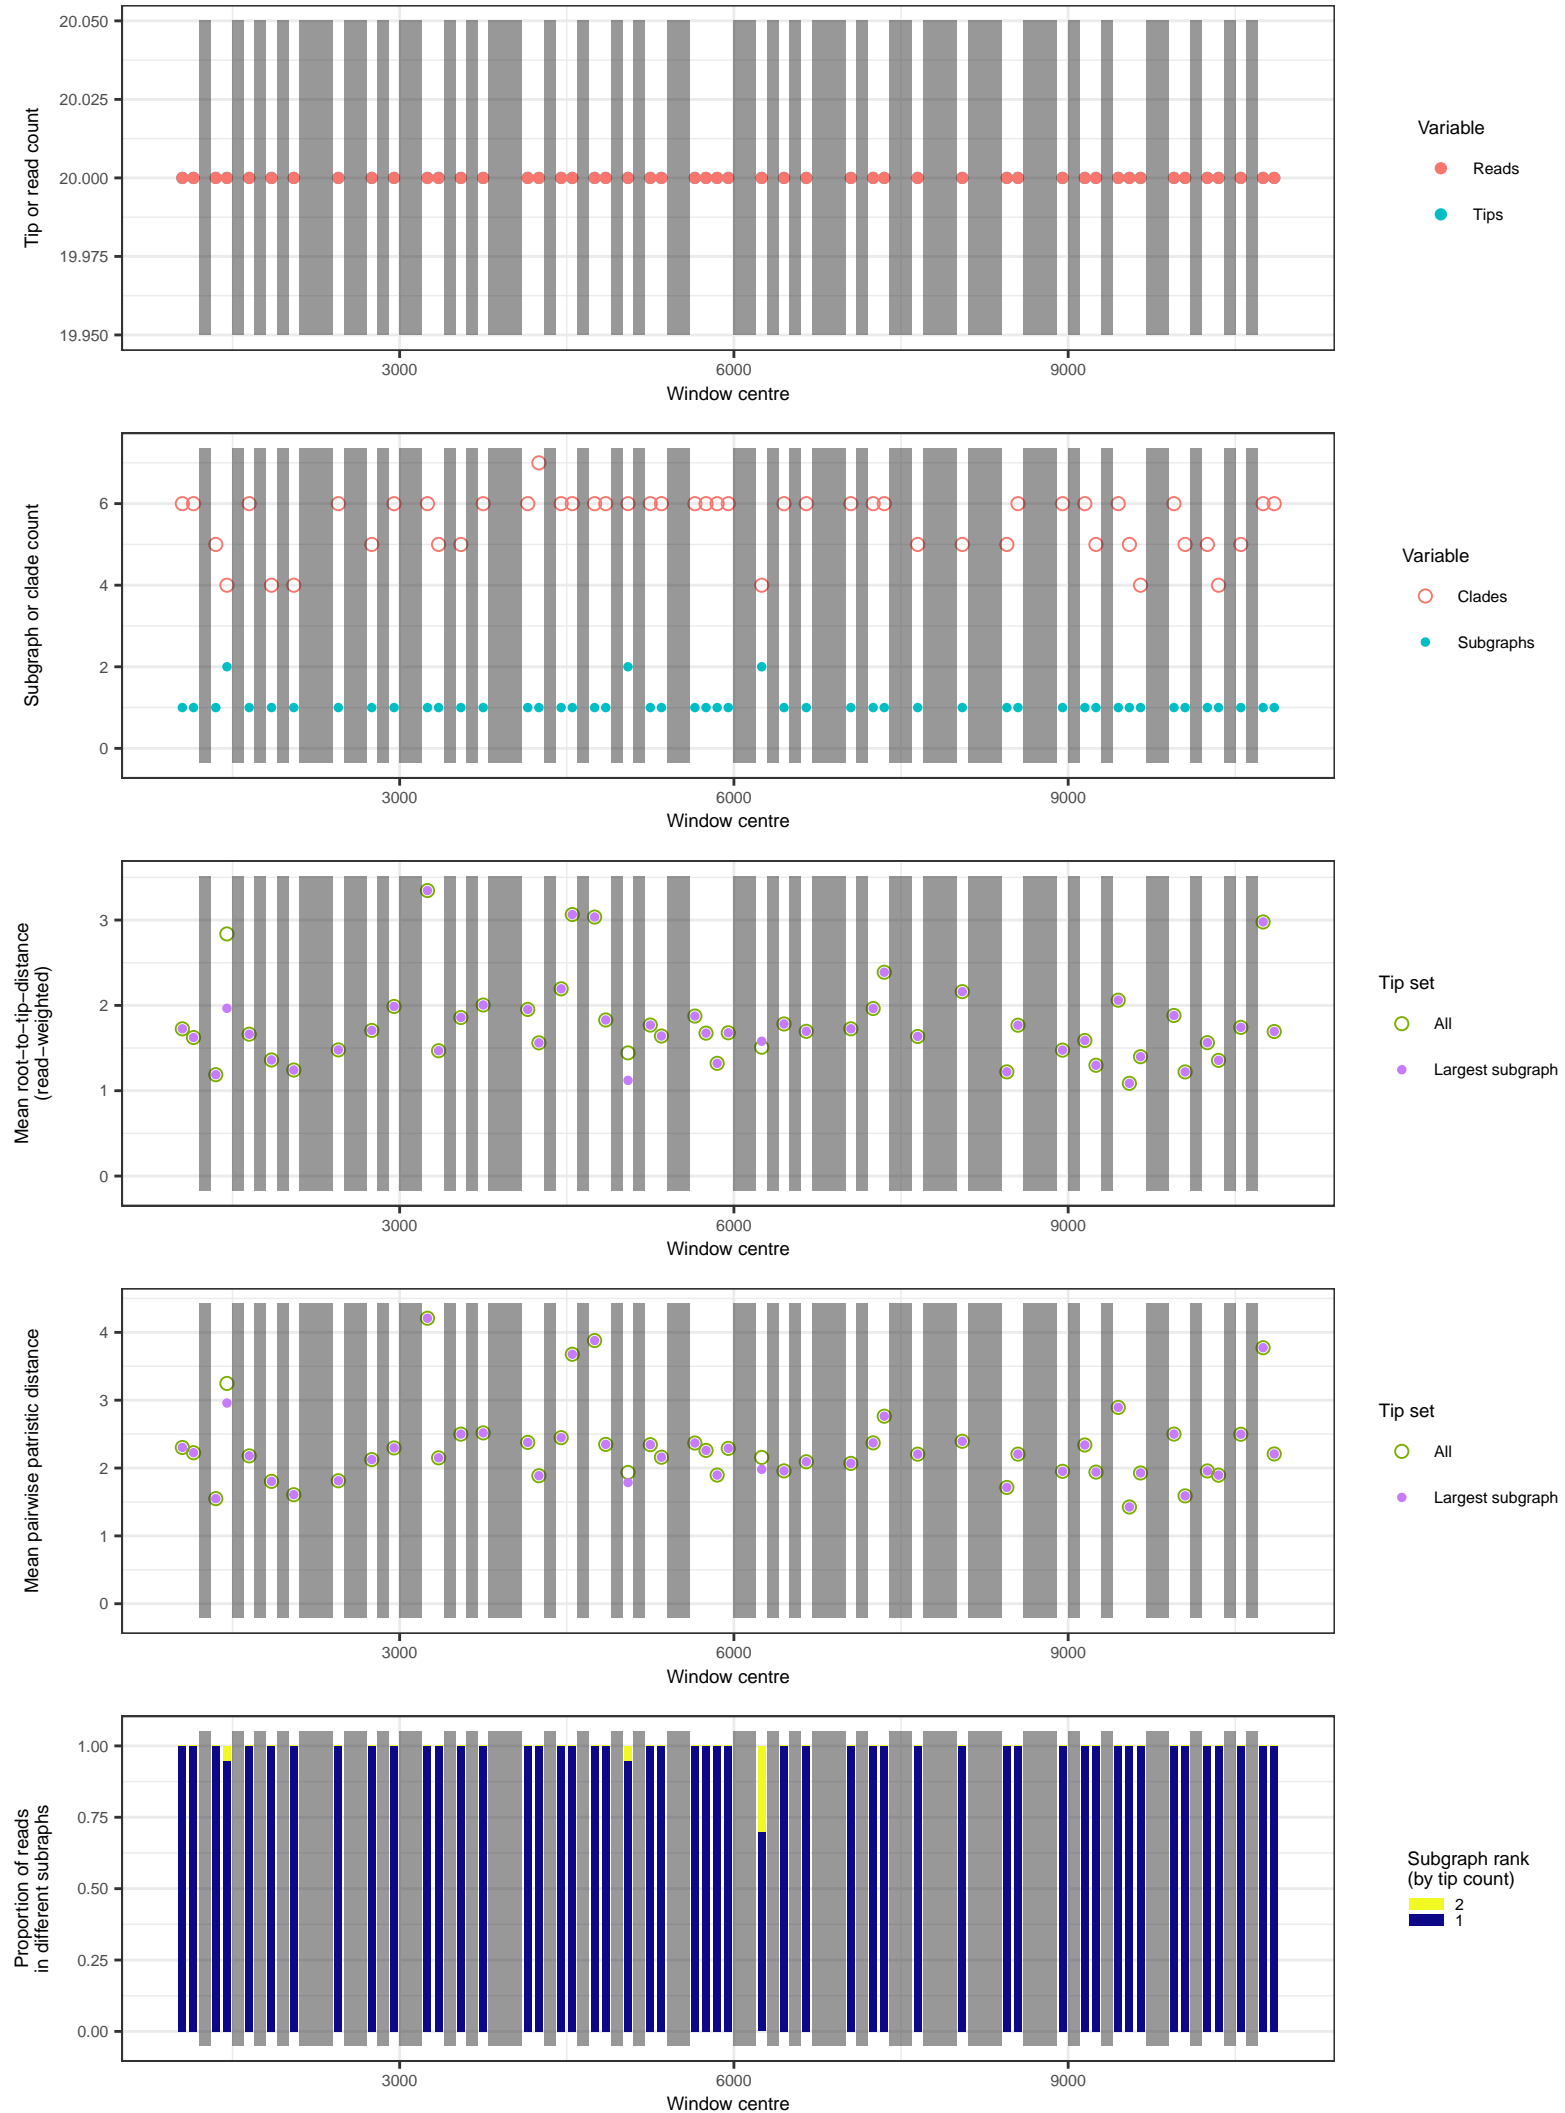 20.050
20.025
20.000
19.975
19.950
Tip or read count
3000
6000
9000
Window centre
Variable
Reads
Tips
6
4
2
0
Subgraph or clade count
3000
6000
9000
Window centre
Variable
Clades
Subgraphs
3
2
1
0
Mean root−to−tip−distance
(read−weighted)
3000
6000
9000
Window centre
Tip set
All
Largest subgraph
4
3
2
1
0
Mean pairwise patristic distance
3000
6000
9000
Window centre
Tip set
All
Largest subgraph
1.00
0.75
0.50
0.25
0.00
Proportion of reads
in different subraphs
3000
6000
9000
Window centre
Subgraph rank
(by tip count)
2
1